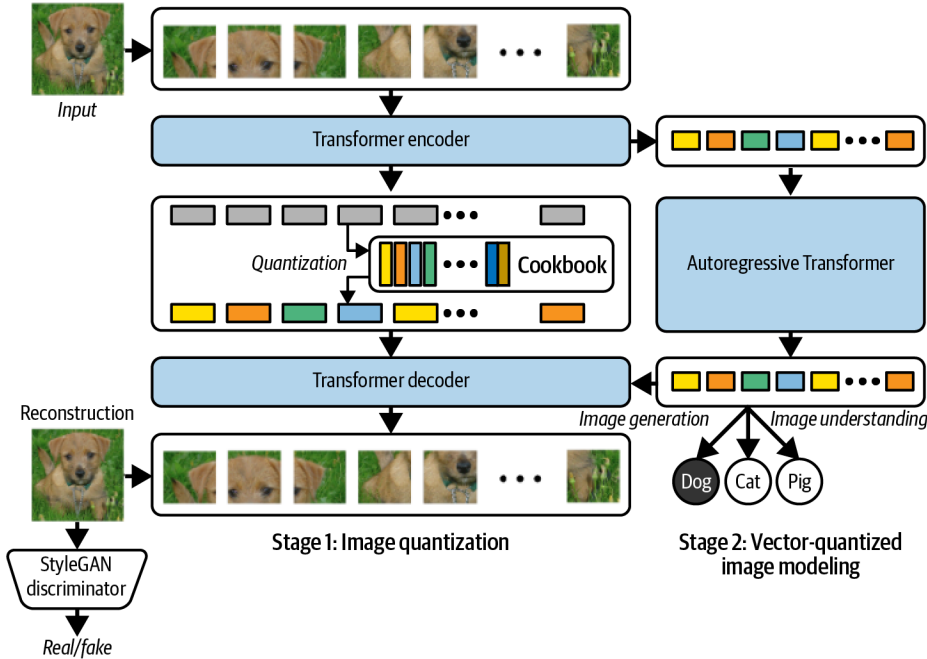 Input
Transformer encoder
Quantization
Cookbook
Autoregressive Transformer
Transformer decoder
Reconstruction
Image generation
Image understanding
Dog
Cat
Pig
Stage 1: Image quantization
Stage 2: Vector-quantized
image modeling
StyleGAN
discriminator
Real/fake